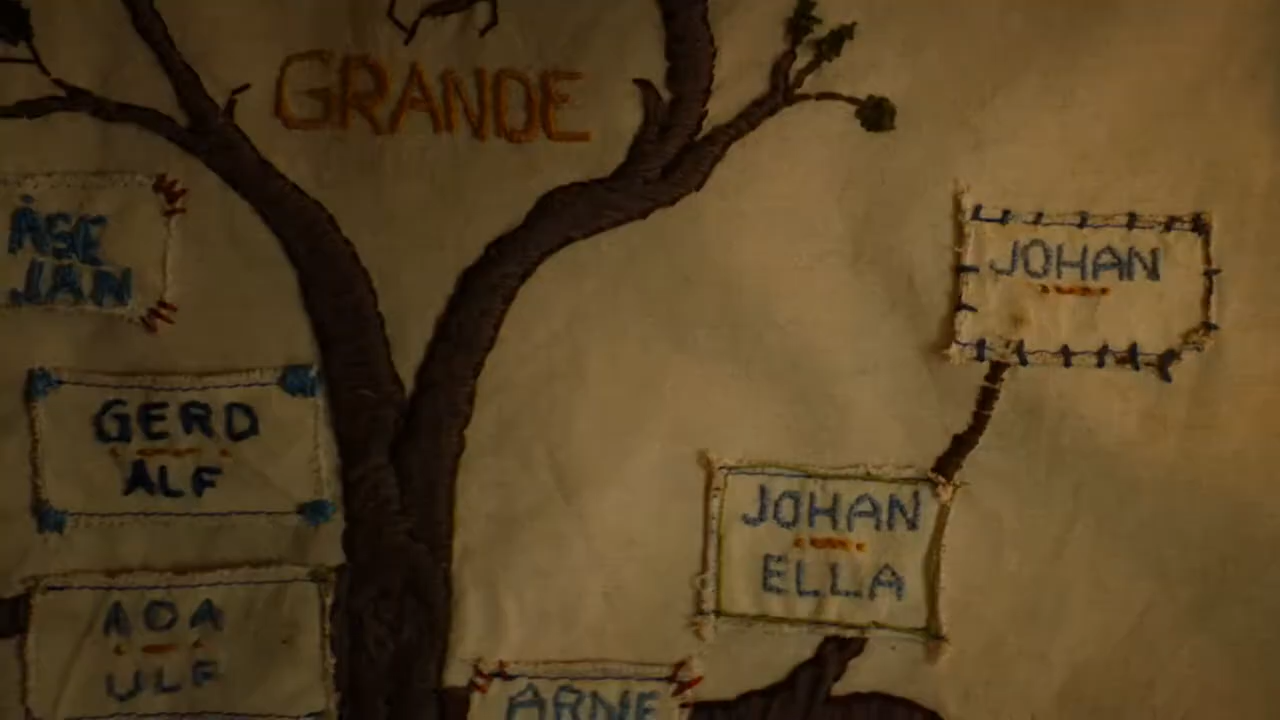 GRANDE
ÅSE
JAN
JOHAN
GERD
ALF
JOHAN
ELLA
ADA
ULF
ARNE